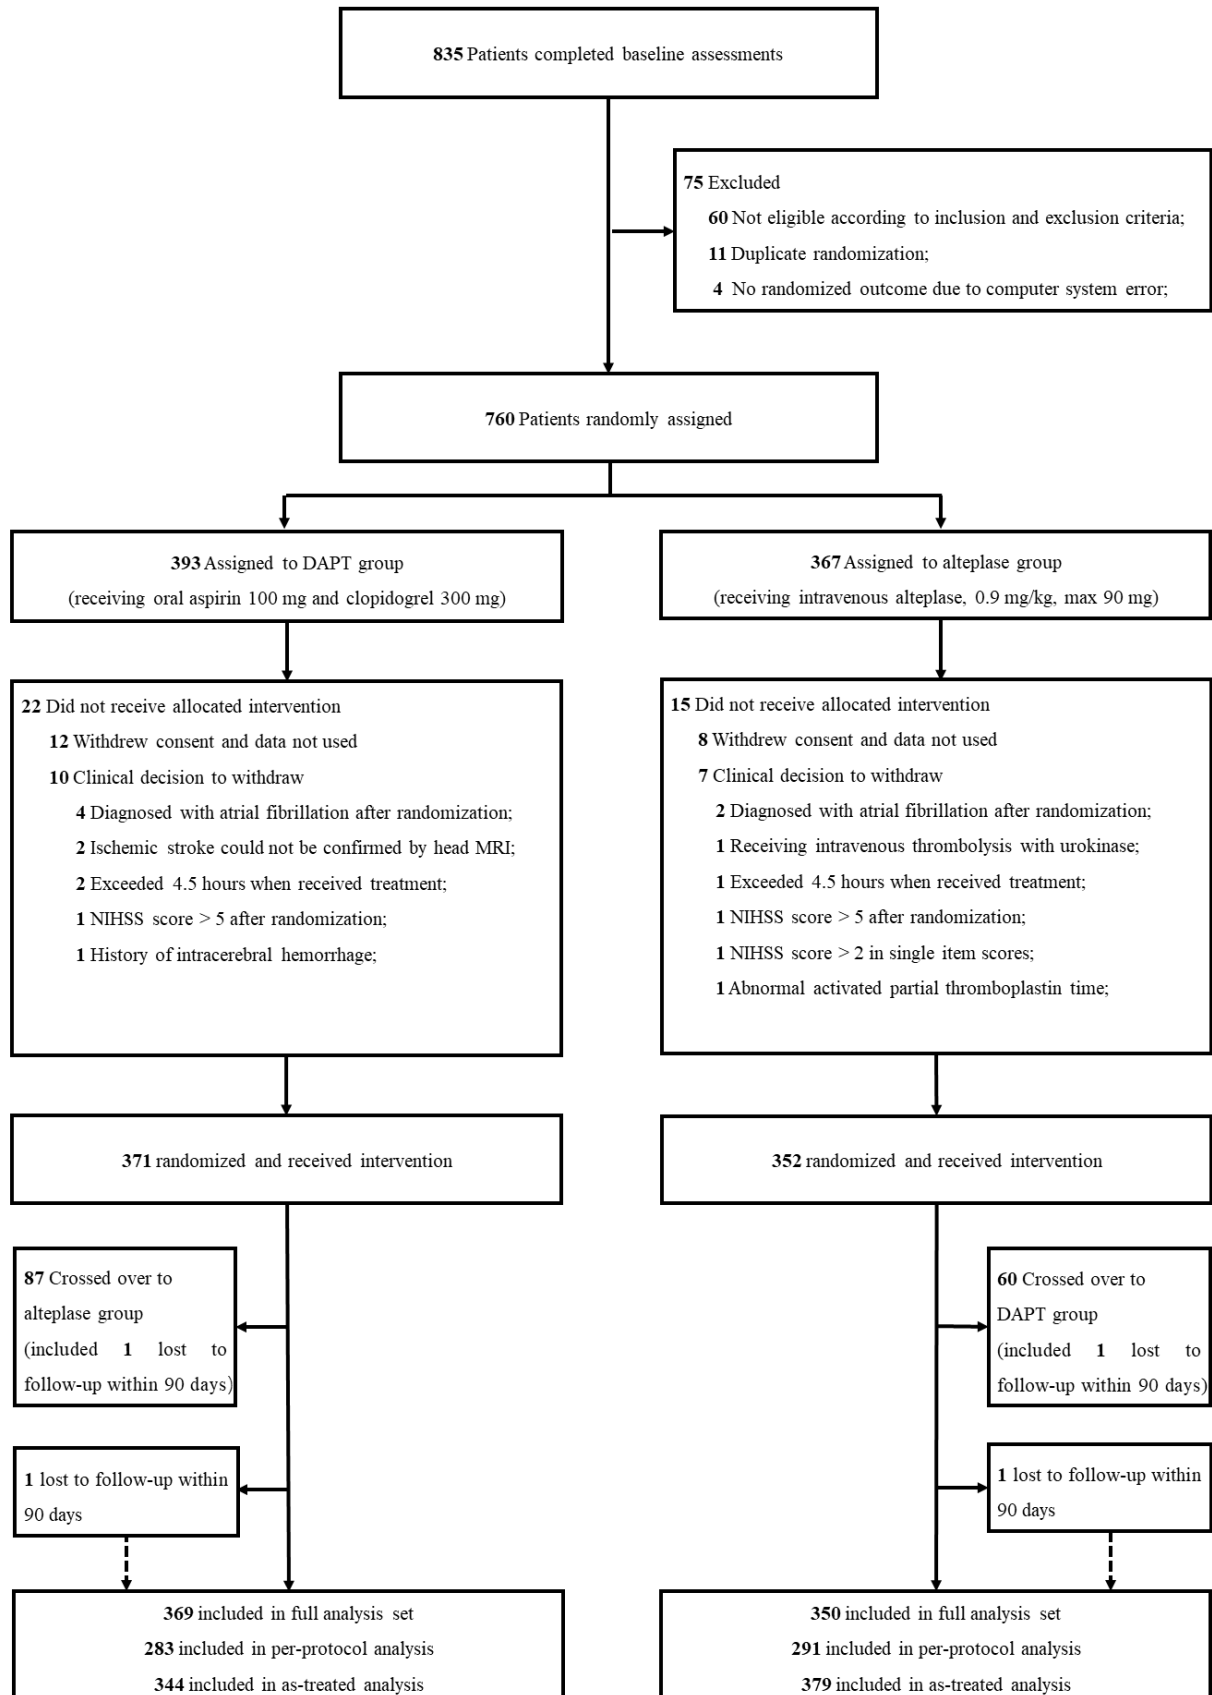 835 Patients completed baseline assessments
75 Excluded
60 Not eligible according to inclusion and exclusion criteria;
11 Duplicate randomization;
4 No randomized outcome due to computer system error;
760 Patients randomly assigned
393 Assigned to DAPT group
(receiving oral aspirin 100 mg and clopidogrel 300 mg)
367 Assigned to alteplase group
(receiving intravenous alteplase, 0.9 mg/kg, max 90 mg)
22 Did not receive allocated intervention
12 Withdrew consent and data not used
10 Clinical decision to withdraw
4 Diagnosed with atrial fibrillation after randomization;
2 Ischemic stroke could not be confirmed by head MRI;
2 Exceeded 4.5 hours when received treatment;
1 NIHSS score > 5 after randomization;
1 History of intracerebral hemorrhage;
15 Did not receive allocated intervention
8 Withdrew consent and data not used
7 Clinical decision to withdraw
2 Diagnosed with atrial fibrillation after randomization;
1 Receiving intravenous thrombolysis with urokinase;
1 Exceeded 4.5 hours when received treatment;
1 NIHSS score > 5 after randomization;
1 NIHSS score > 2 in single item scores;
1 Abnormal activated partial thromboplastin time;
371 randomized and received intervention
352 randomized and received intervention
87 Crossed over to
alteplase group
(included 1 lost to
follow-up within 90 days)
60 Crossed over to
DAPT group
(included 1 lost to
follow-up within 90 days)
1 lost to follow-up within
90 days
1 lost to follow-up within
90 days
369 included in full analysis set
283 included in per-protocol analysis
344 included in as-treated analysis
350 included in full analysis set
291 included in per-protocol analysis
379 included in as-treated analysis